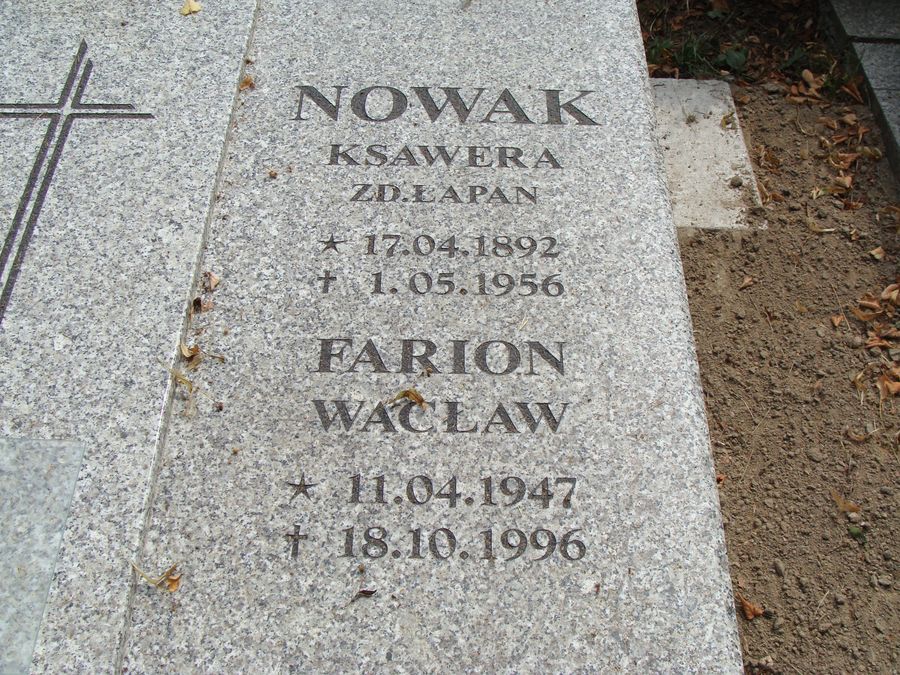 NOWAK
KSAWERA
ZD.ŁAPAN
★ 17.04.1892
✝ 1.05.1956
FARION
WACŁAW
★ 11.04.1947
✝ 18.10.1996